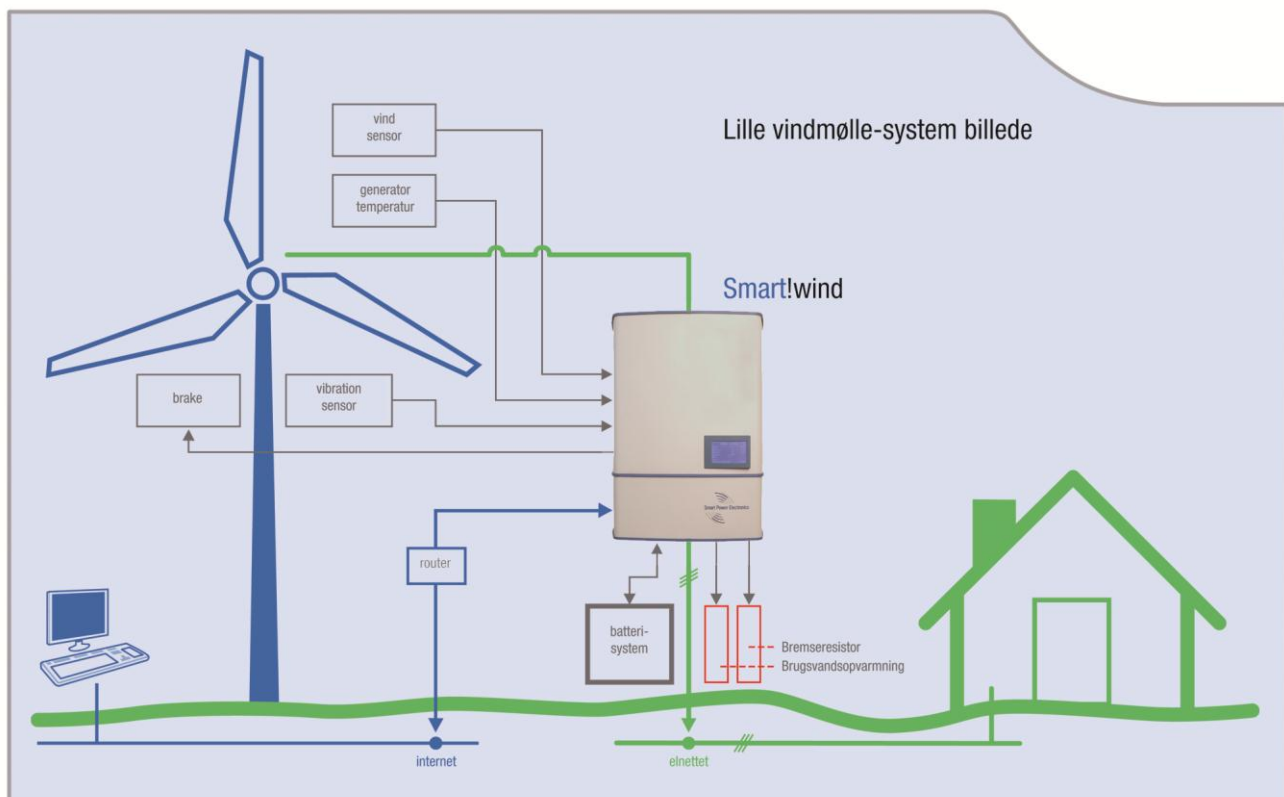 Lille vindmølle-system billede
vind
sensor
generator
temperatur
Smart!wind
brake
vibration
sensor
Smart Power Electronics
router
batteri-
system
Bremseresistor
Brugsvandsopvarmning
internet
elnettet